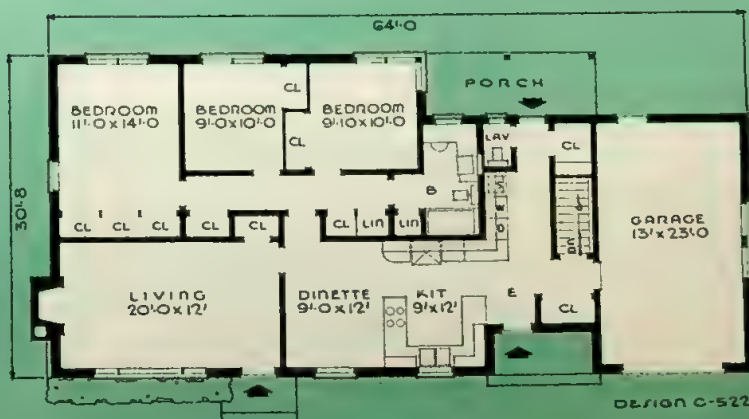 64'-0
30'-8
PORCH
BEDROOM
11'-0 x 14'-0
BEDROOM
9'-0 x 10'-0
CL
CL
BEDROOM
9'-10 x 10'-0
LAV
CL
B
GARAGE
13' x 23'-0
CL
CL
CL
CL
CL
CL
LIN
LIN
LIVING
20'-0 x 12'
DINETTE
9'-0 x 12'
KIT
9' x 12'
E
CL
DESIGN C-522